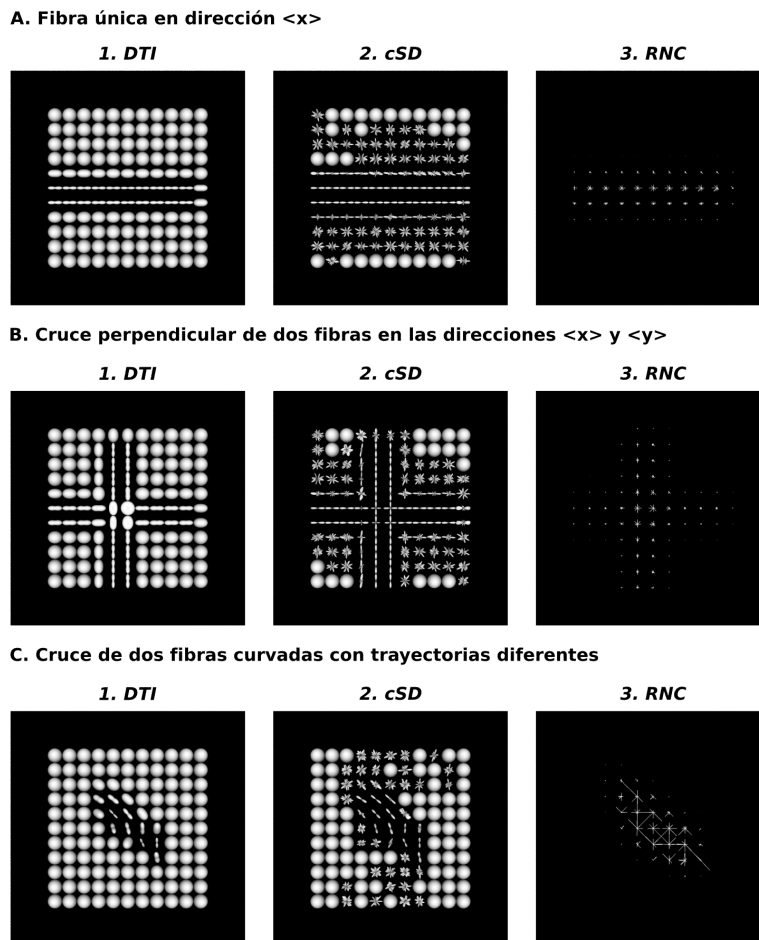 A. Fibra única en dirección <x>
1. DTI 2. cSD 3. RNC
B. Cruce perpendicular de dos fibras en las direcciones <x> y <y>
1. DTI 2. cSD 3. RNC
C. Cruce de dos fibras curvadas con trayectorias diferentes
1. DTI 2. cSD 3. RNC